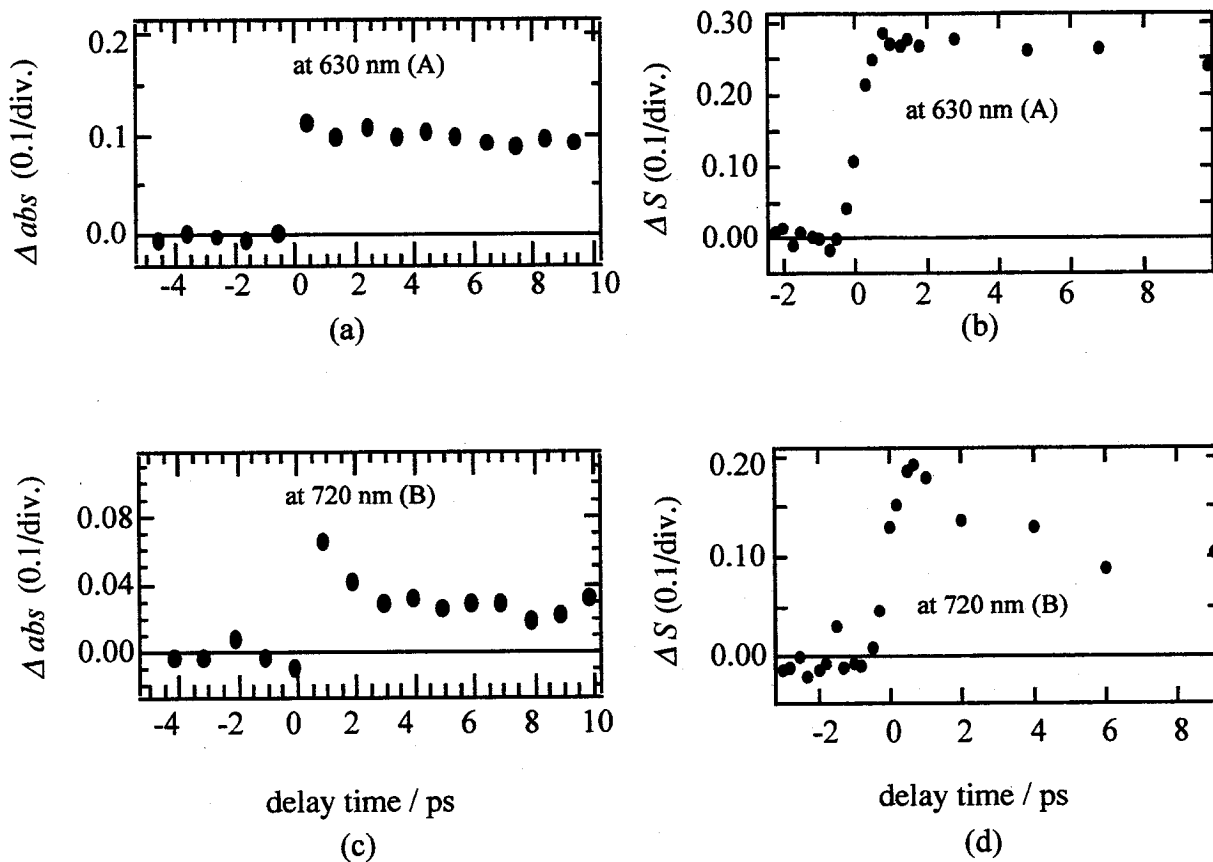 Δ abs (0.1/div.)
0.2
0.1
0.0
at 630 nm (A)
-4 -2 0 2 4 6 8 10
(a)
Δ S (0.1/div.)
0.30
0.20
0.10
0.00
at 630 nm (A)
-2 0 2 4 6 8
(b)
Δ abs (0.1/div.)
0.08
0.04
0.00
at 720 nm (B)
-4 -2 0 2 4 6 8 10
delay time / ps
(c)
Δ S (0.1/div.)
0.20
0.10
0.00
at 720 nm (B)
-2 0 2 4 6 8
delay time / ps
(d)